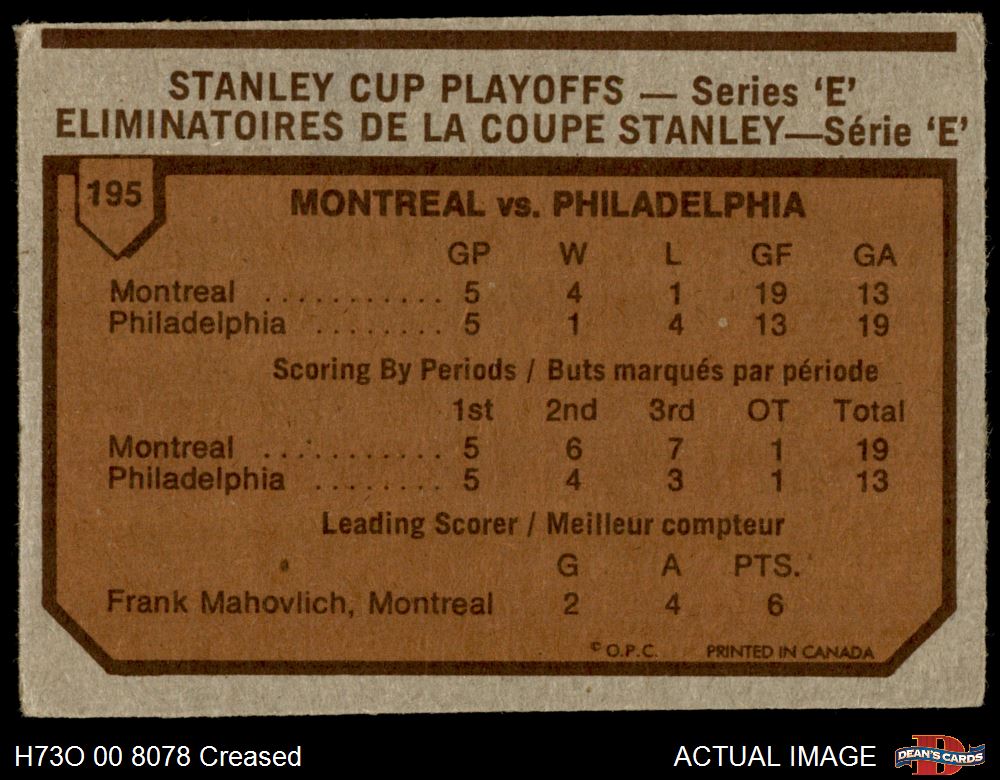 STANLEY CUP PLAYOFFS — Series ‘E’
ELIMINATOIRES DE LA COUPE STANLEY—Série ‘E’
195
MONTREAL vs. PHILADELPHIA
GP W L GF GA
Montreal ........... 5 4 1 19 13
Philadelphia ........ 5 1 4 13 19
Scoring By Periods / Buts marqués par période
1st 2nd 3rd OT Total
Montreal ........... 5 6 7 1 19
Philadelphia ........ 5 4 3 1 13
Leading Scorer / Meilleur compteur
G A PTS.
Frank Mahovlich, Montreal 2 4 6
© O.P.C. PRINTED IN CANADA
H73O 00 8078 Creased
ACTUAL IMAGE
DEAN'S CARDS